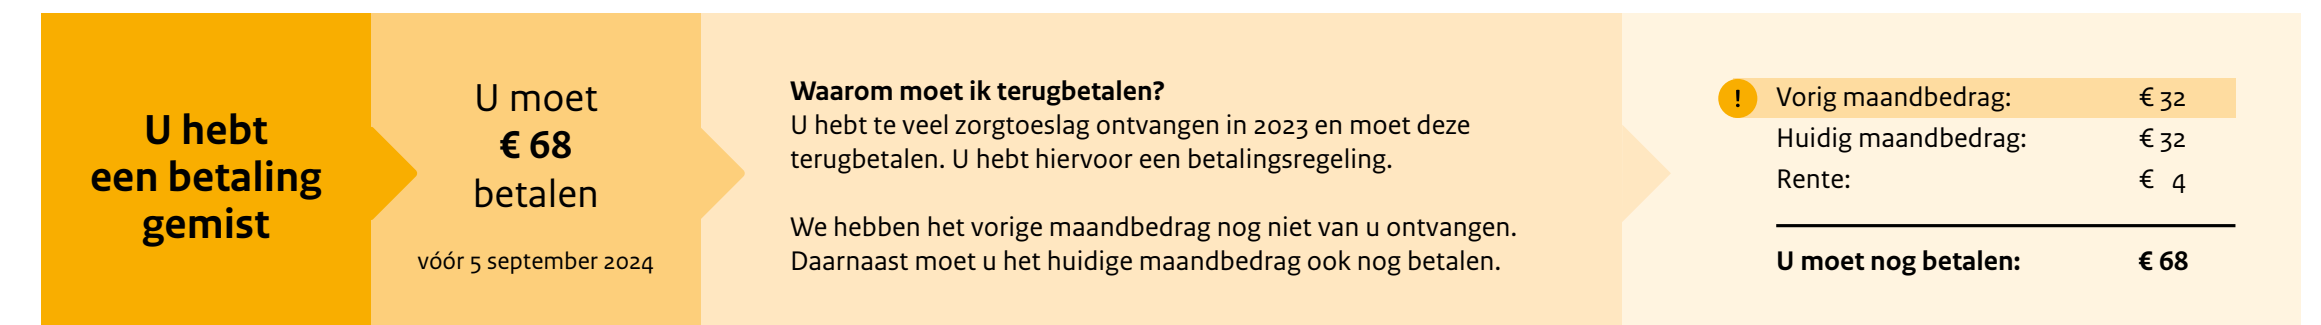 U hebt
een betaling
gemist
U moet
€ 68
betalen
vóór 5 september 2024
Waarom moet ik terugbetalen?
U hebt te veel zorgtoeslag ontvangen in 2023 en moet deze
terugbetalen. U hebt hiervoor een betalingsregeling.
We hebben het vorige maandbedrag nog niet van u ontvangen.
Daarnaast moet u het huidige maandbedrag ook nog betalen.
! Vorig maandbedrag: € 32
Huidig maandbedrag: € 32
Rente: € 4
U moet nog betalen: € 68